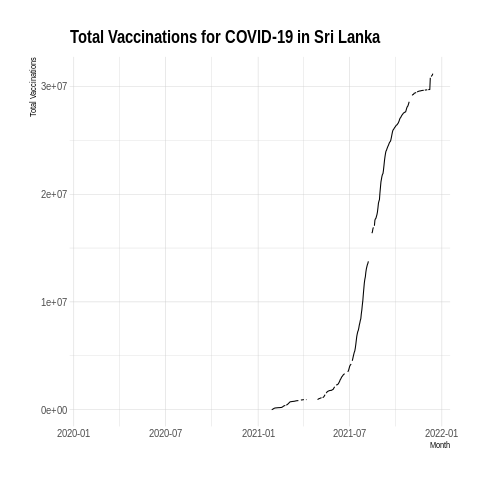 Total Vaccinations for COVID-19 in Sri Lanka
Total Vaccinations
3e+07
2e+07
1e+07
0e+00
2020-01 2020-07 2021-01 2021-07 2022-01
Month